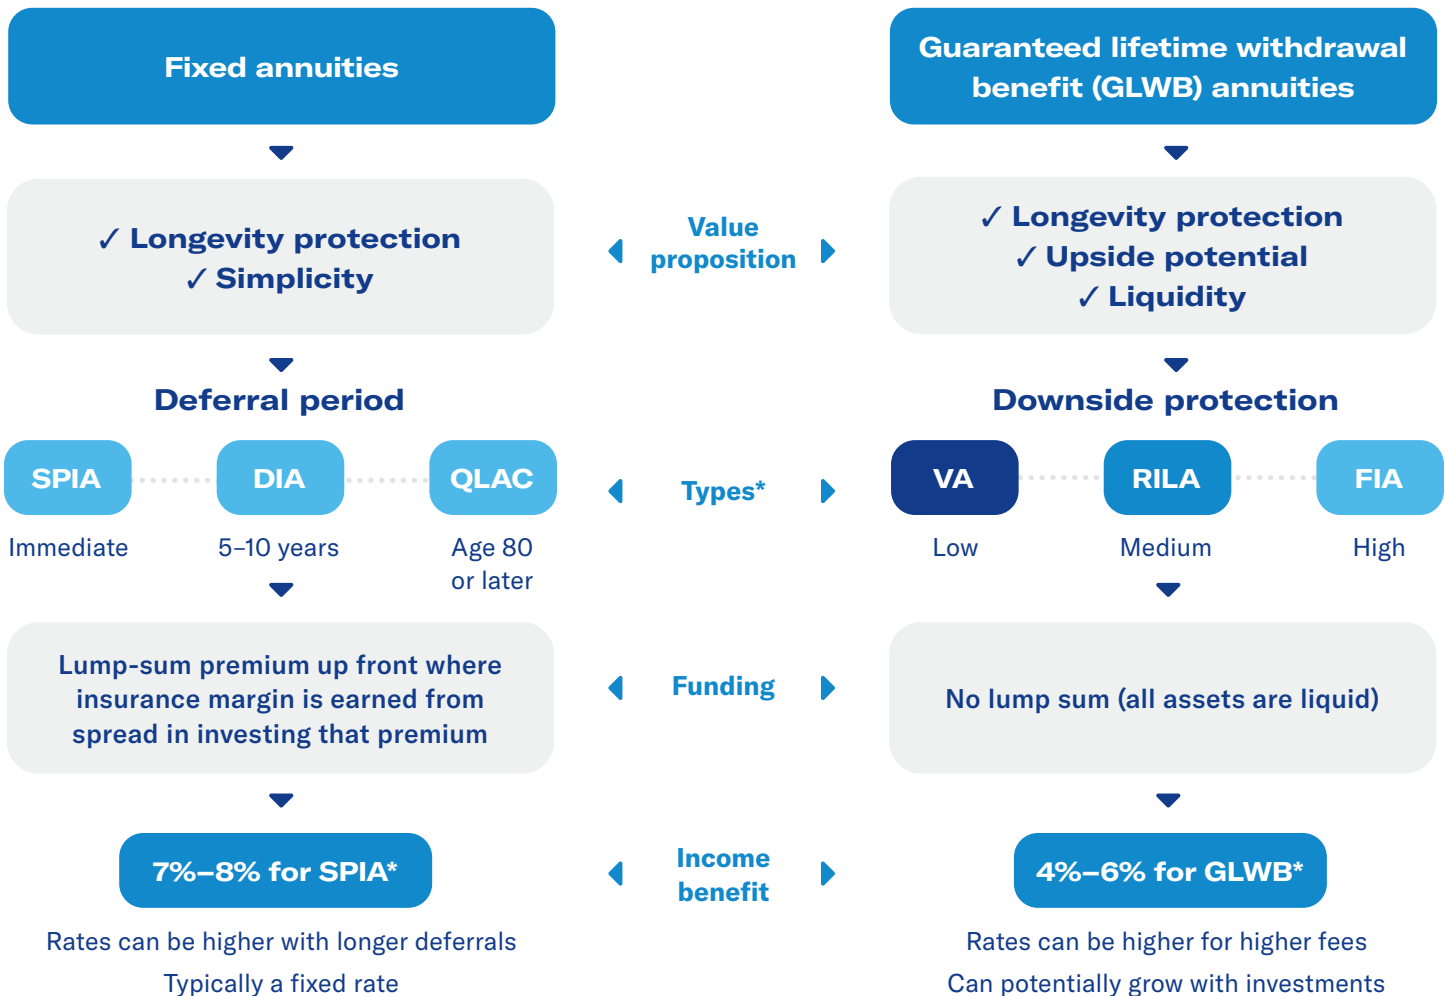 Fixed annuities
Guaranteed lifetime withdrawal
benefit (GLWB) annuities
✓ Longevity protection
✓ Simplicity
Value
proposition
✓ Longevity protection
✓ Upside potential
✓ Liquidity
Deferral period
Downside protection
SPIA
DIA
QLAC
Types*
VA
RILA
FIA
Immediate
5–10 years
Age 80
or later
Low
Medium
High
Lump-sum premium up front where
insurance margin is earned from
spread in investing that premium
Funding
No lump sum (all assets are liquid)
7%–8% for SPIA*
Income
benefit
4%–6% for GLWB*
Rates can be higher with longer deferrals
Typically a fixed rate
Rates can be higher for higher fees
Can potentially grow with investments